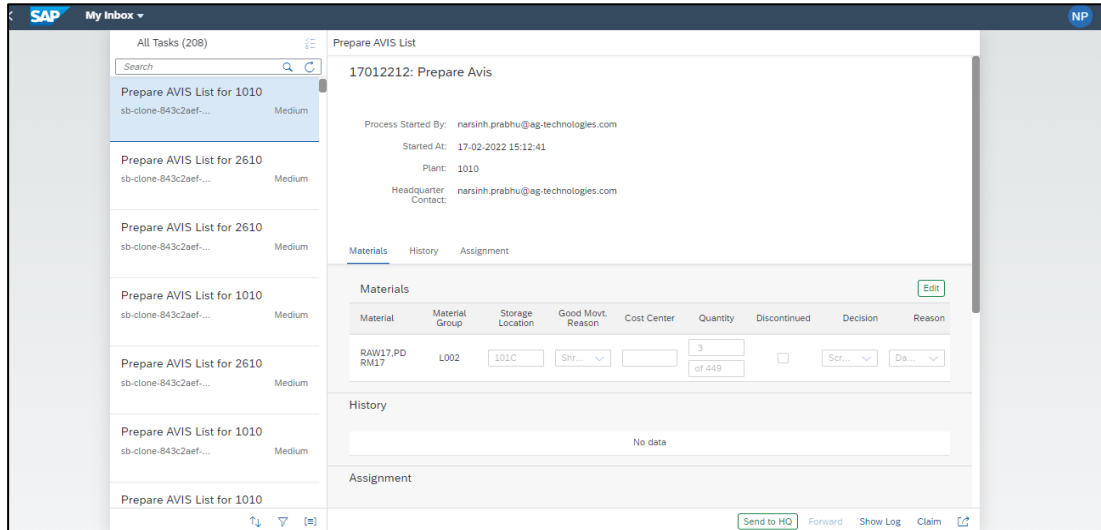 SAP My Inbox
NP
All Tasks (208)
Search
Prepare AVIS List for 1010
sb-clone-843c2aef-... Medium
Prepare AVIS List for 2610
sb-clone-843c2aef-... Medium
Prepare AVIS List for 2610
sb-clone-843c2aef-... Medium
Prepare AVIS List for 1010
sb-clone-843c2aef-... Medium
Prepare AVIS List for 2610
sb-clone-843c2aef-... Medium
Prepare AVIS List for 1010
sb-clone-843c2aef-... Medium
Prepare AVIS List for 1010
Prepare AVIS List
17012212: Prepare Avis
Process Started By: narsinh.prabhu@ag-technologies.com
Started At: 17-02-2022 15:12:41
Plant: 1010
Headquarter
Contact: narsinh.prabhu@ag-technologies.com
Materials History Assignment
Materials Edit
Material Material Group Storage Location Good Movt. Reason Cost Center Quantity Discontinued Decision Reason
RAW17,PD
RM17 L002 101C Shr... 3 Scr... Da...
of 449
History
No data
Assignment
Send to HQ Forward Show Log Claim